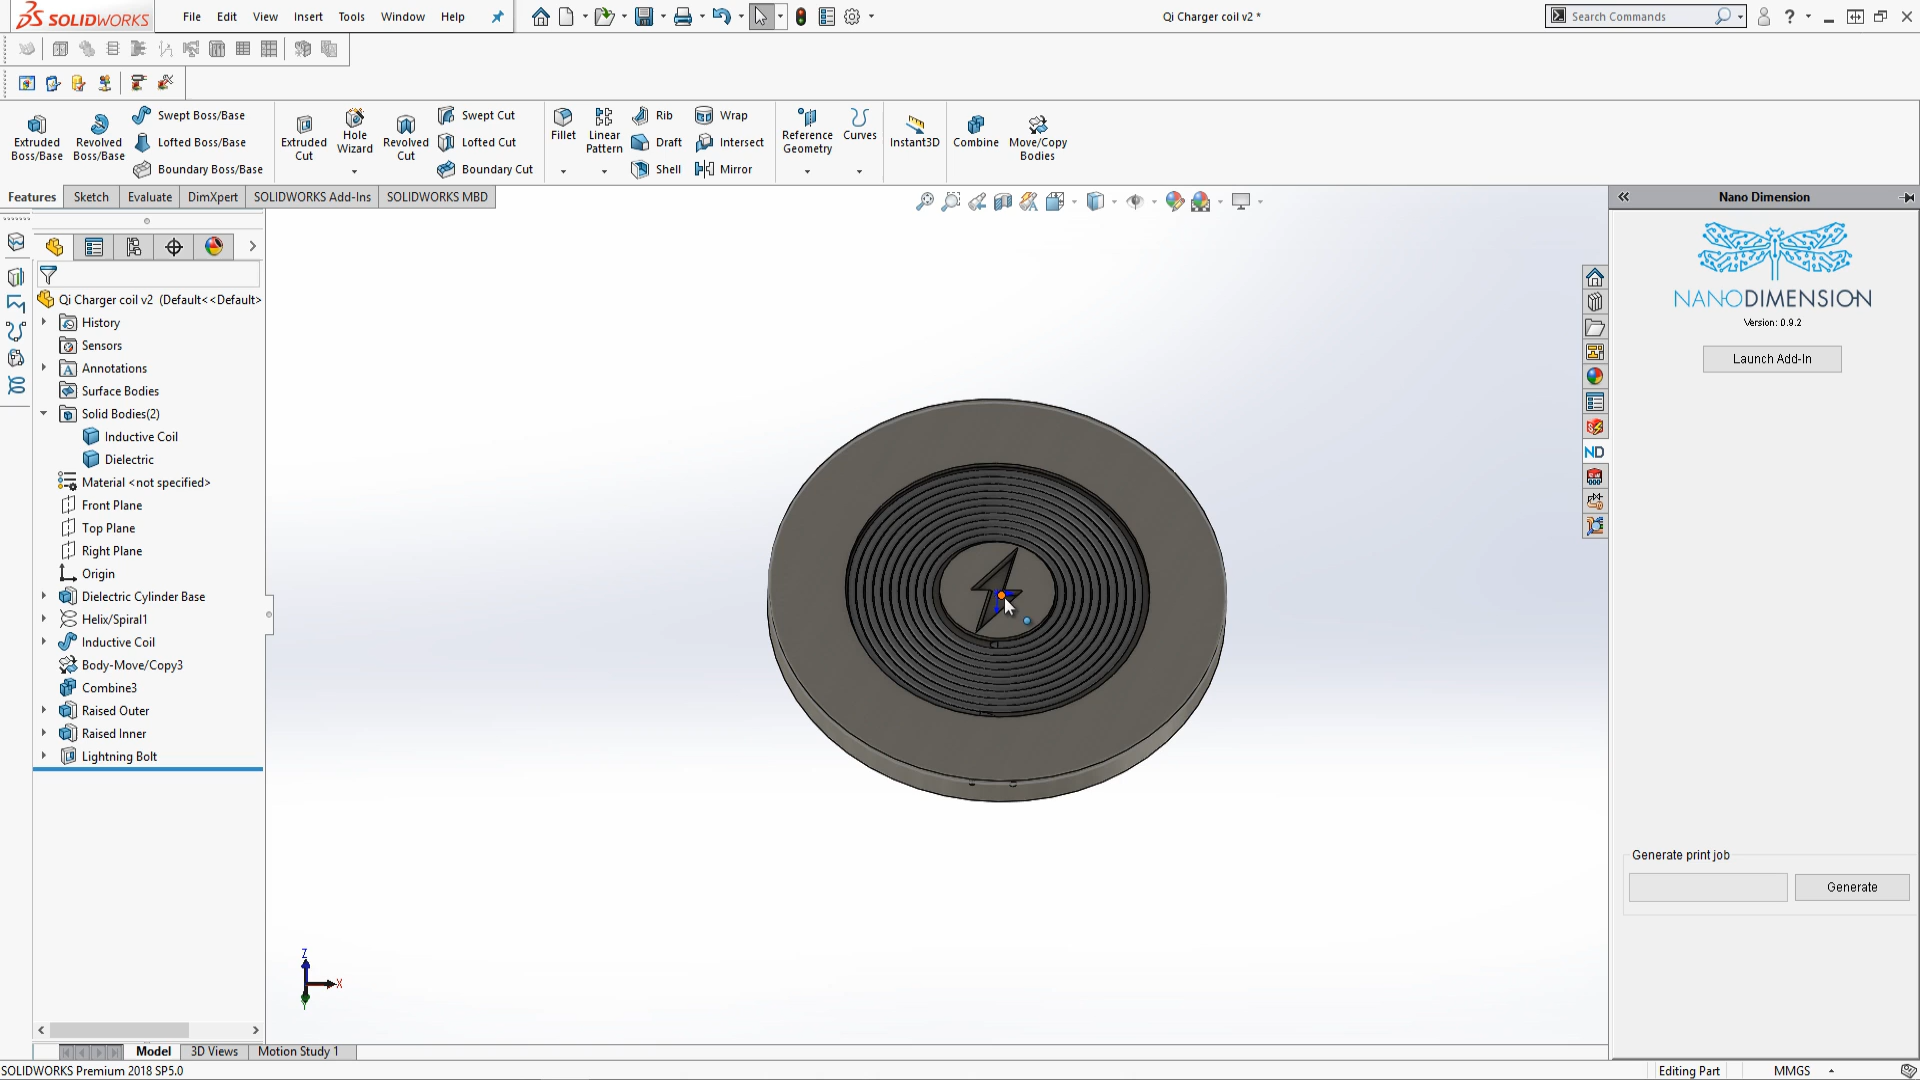 SOLIDWORKS File Edit View Insert Tools Window Help Qi Charger coil v2 * Search Commands
Extruded Boss/Base
Revolved Boss/Base
Swept Boss/Base
Lofted Boss/Base
Boundary Boss/Base
Extruded Cut
Hole Wizard
Revolved Cut
Swept Cut
Lofted Cut
Boundary Cut
Fillet
Linear Pattern
Rib
Draft
Shell
Wrap
Intersect
Mirror
Reference Geometry
Curves
Instant3D
Combine
Move/Copy Bodies
Features Sketch Evaluate DimXpert SOLIDWORKS Add-Ins SOLIDWORKS MBD
Qi Charger coil v2 (Default<<Default>
History
Sensors
Annotations
Surface Bodies
Solid Bodies(2)
Inductive Coil
Dielectric
Material <not specified>
Front Plane
Top Plane
Right Plane
Origin
Dielectric Cylinder Base
Helix/Spiral1
Inductive Coil
Body-Move/Copy3
Combine3
Raised Outer
Raised Inner
Lightning Bolt
Z
X
Y
Nano Dimension
NANODIMENSION
Version: 0.9.2
Launch Add-In
ND
Generate print job
Generate
Model 3D Views Motion Study 1
SOLIDWORKS Premium 2018 SP5.0 Editing Part MMGS